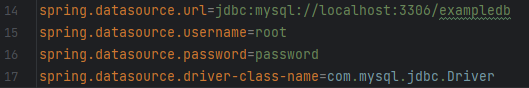 14 spring.datasource.url=jdbc:mysql://localhost:3306/exampledb
15 spring.datasource.username=root
16 spring.datasource.password=password
17 spring.datasource.driver-class-name=com.mysql.jdbc.Driver